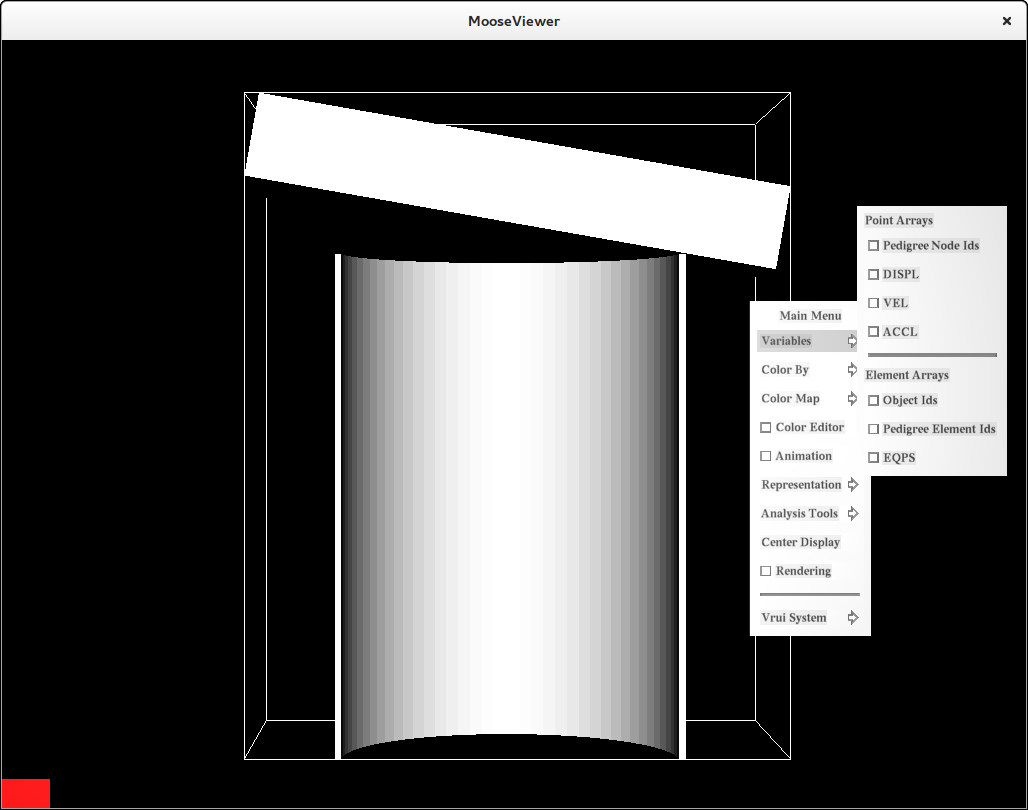 MooseViewer
Main Menu
Variables
Color By
Color Map
Color Editor
Animation
Representation
Analysis Tools
Center Display
Rendering
Vrui System
Point Arrays
Pedigree Node Ids
DISPL
VEL
ACCL
Element Arrays
Object Ids
Pedigree Element Ids
EQPS